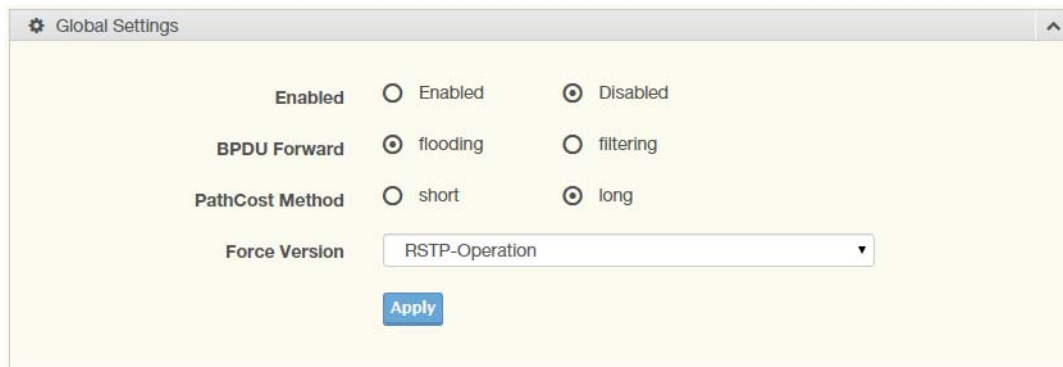 Global Settings
Enabled Enabled Disabled
BPDU Forward flooding filtering
PathCost Method short long
Force Version RSTP-Operation
Apply